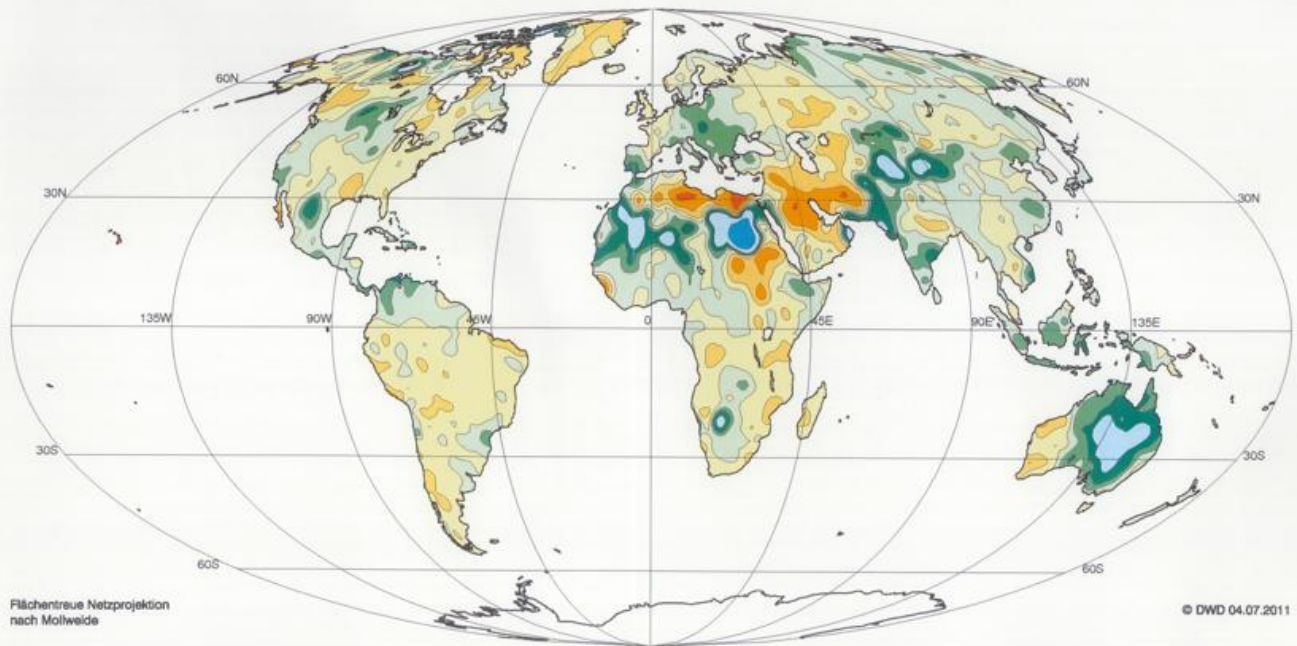 60N
60N
30N
30N
135W
90W
45W
0
45E
90E
135E
30S
30S
60S
60S
Flächentreue Netzprojektion
nach Mollweide
© DWD 04.07.2011